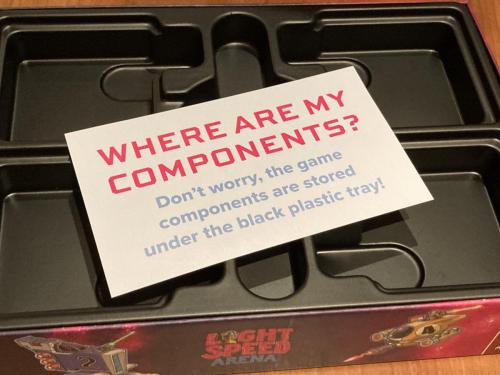 WHERE ARE MY
COMPONENTS?
Don't worry, the game
components are stored
under the black plastic tray!
LIGHT
SPEED
ARENA